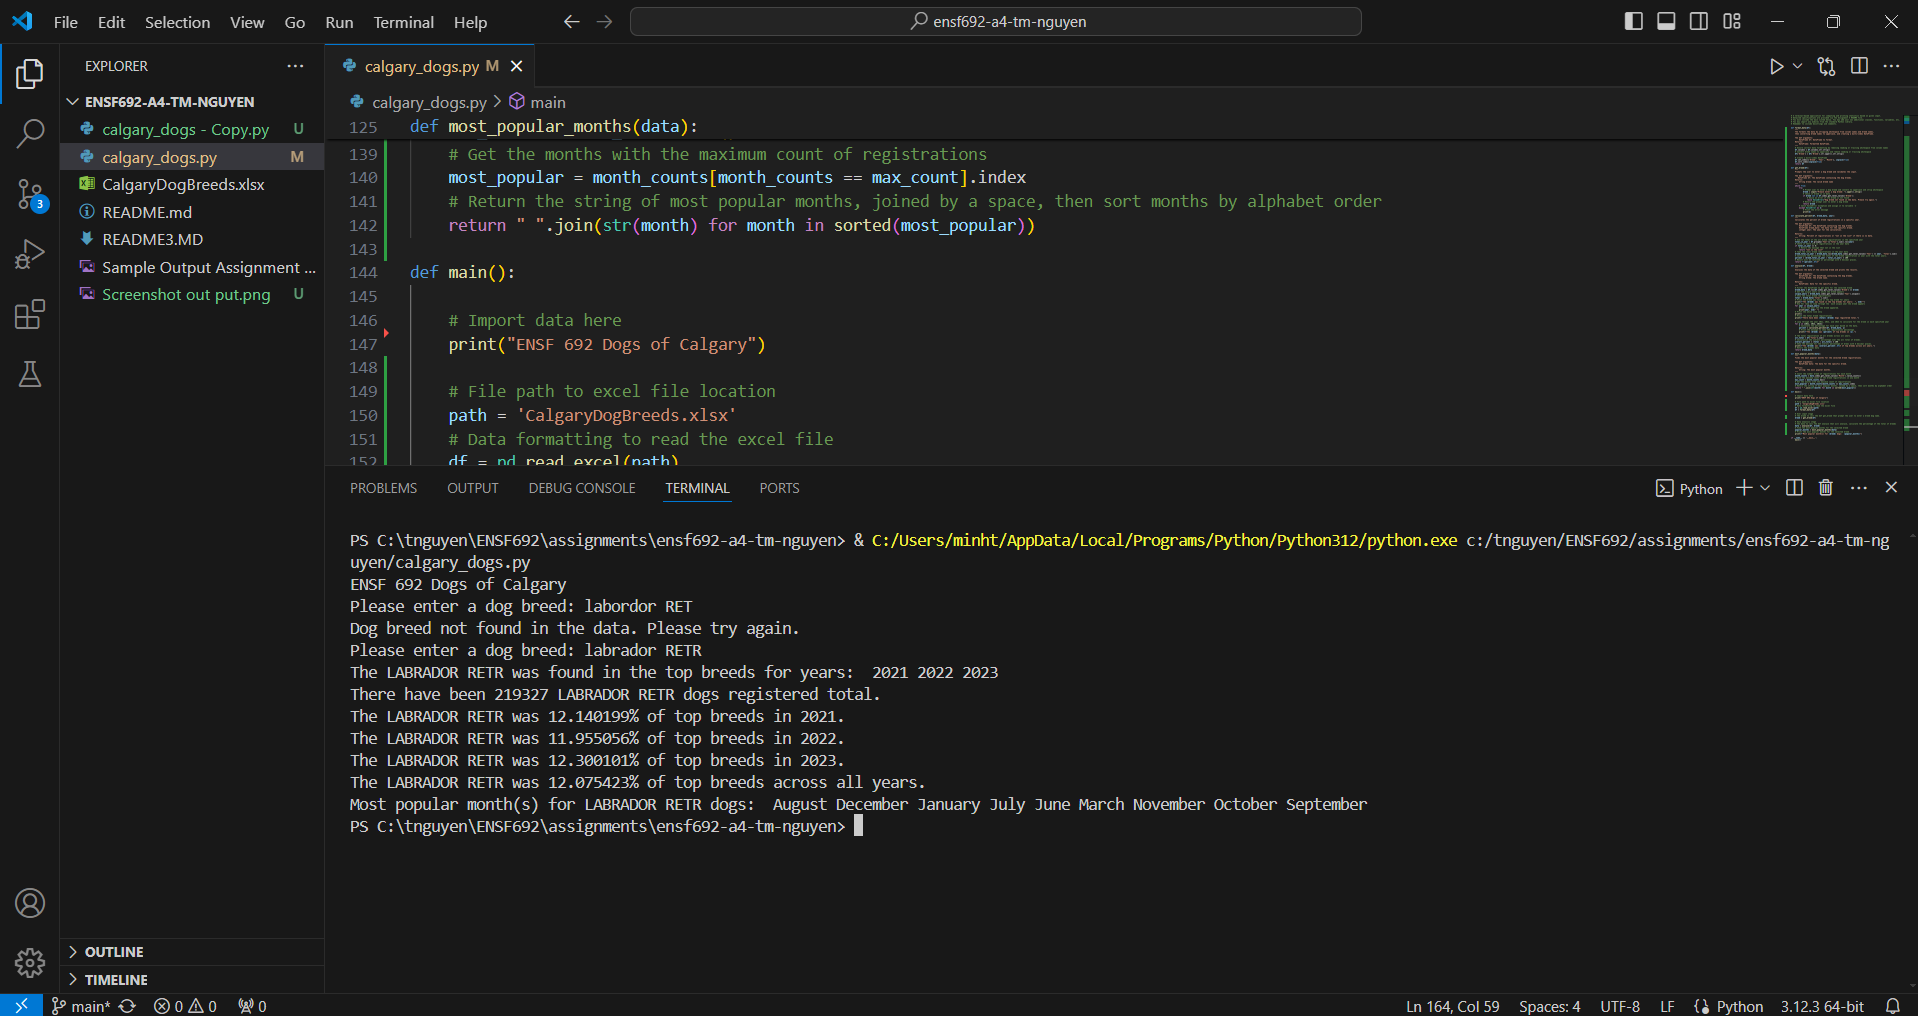 File Edit Selection View Go Run Terminal Help
ensf692-a4-tm-nguyen
EXPLORER
ENSF692-A4-TM-NGUYEN
calgary_dogs - Copy.py U
calgary_dogs.py M
CalgaryDogBreeds.xlsx
README.md
README3.MD
Sample Output Assignment ...
Screenshot out put.png U
OUTLINE
TIMELINE
3
calgary_dogs.py M
calgary_dogs.py > main
125 def most_popular_months(data):
139 # Get the months with the maximum count of registrations
140 most_popular = month_counts[month_counts == max_count].index
141 # Return the string of most popular months, joined by a space, then sort months by alphabet order
142 return " ".join(str(month) for month in sorted(most_popular))
143
144 def main():
145
146 # Import data here
147 print("ENSF 692 Dogs of Calgary")
148
149 # File path to excel file location
150 path = 'CalgaryDogBreeds.xlsx'
151 # Data formatting to read the excel file
152 df = pd.read_excel(path)
PROBLEMS OUTPUT DEBUG CONSOLE TERMINAL PORTS
Python
PS C:\tnguyen\ENSF692\assignments\ensf692-a4-tm-nguyen> & C:/Users/minht/AppData/Local/Programs/Python/Python312/python.exe c:/tnguyen/ENSF692/assignments/ensf692-a4-tm-ng
uyen/calgary_dogs.py
ENSF 692 Dogs of Calgary
Please enter a dog breed: labordor RET
Dog breed not found in the data. Please try again.
Please enter a dog breed: labrador RETR
The LABRADOR RETR was found in the top breeds for years:  2021 2022 2023
There have been 219327 LABRADOR RETR dogs registered total.
The LABRADOR RETR was 12.140199% of top breeds in 2021.
The LABRADOR RETR was 11.955056% of top breeds in 2022.
The LABRADOR RETR was 12.300101% of top breeds in 2023.
The LABRADOR RETR was 12.075423% of top breeds across all years.
Most popular month(s) for LABRADOR RETR dogs:  August December January July June March November October September
PS C:\tnguyen\ENSF692\assignments\ensf692-a4-tm-nguyen>
main* 0 0 0 Ln 164, Col 59 Spaces: 4 UTF-8 LF Python 3.12.3 64-bit